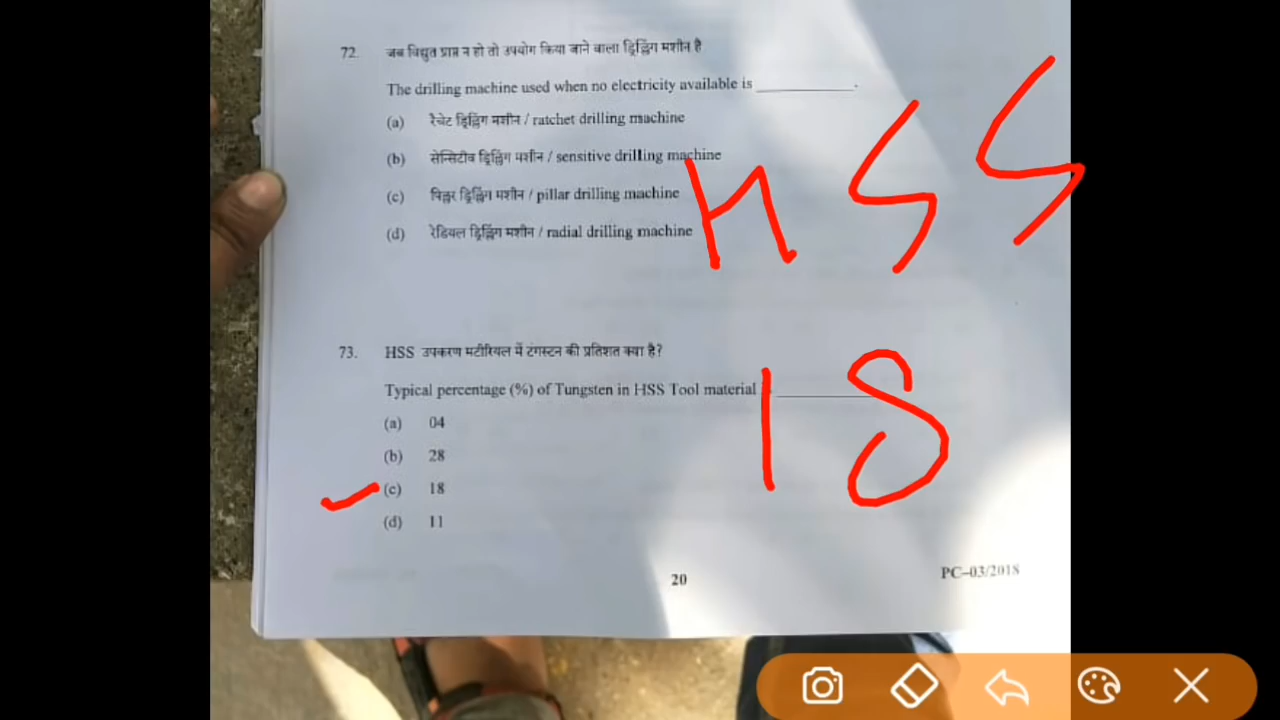 72. जब विद्युत प्राप्त न हो तो उपयोग किया जाने वाला ड्रिलिंग मशीन है
The drilling machine used when no electricity available is __________.
(a) रैचेट ड्रिलिंग मशीन / ratchet drilling machine
(b) सेन्सिटीव ड्रिलिंग मशीन / sensitive drilling machine
(c) पिल्लर ड्रिलिंग मशीन / pillar drilling machine
(d) रेडियल ड्रिलिंग मशीन / radial drilling machine
HSS
73. HSS उपकरण मटीरियल में टंगस्टन की प्रतिशत क्या है?
Typical percentage (%) of Tungsten in HSS Tool material __________
18
(a) 04
(b) 28
(c) 18
(d) 11
20
PC–03/2018